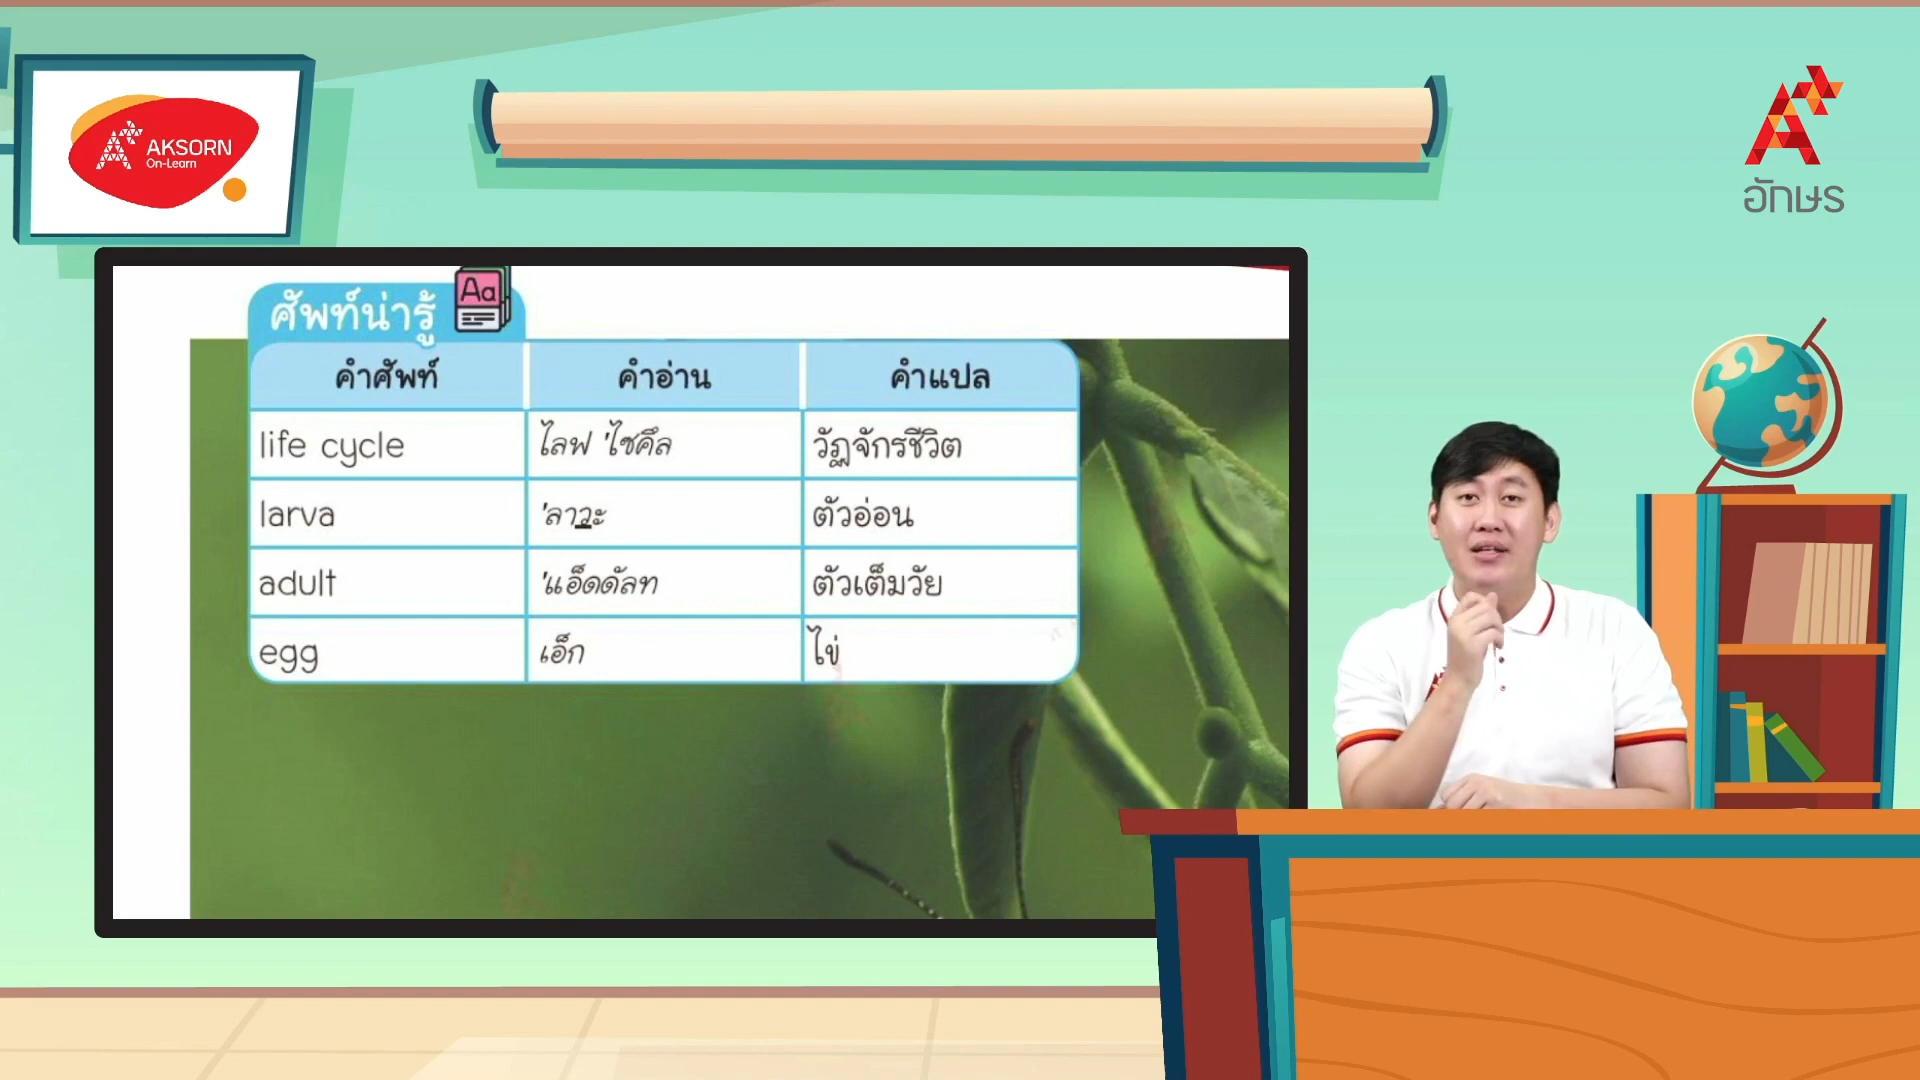 AKSORN
On-Learn
อักษร
ศัพท์น่ารู้
Aa
คำศัพท์ คำอ่าน คำแปล
life cycle ไลฟ 'ไซคึล วัฏจักรชีวิต
larva 'ลาวะ ตัวอ่อน
adult 'แอ็ดดัลท ตัวเต็มวัย
egg เอ็ก ไข่